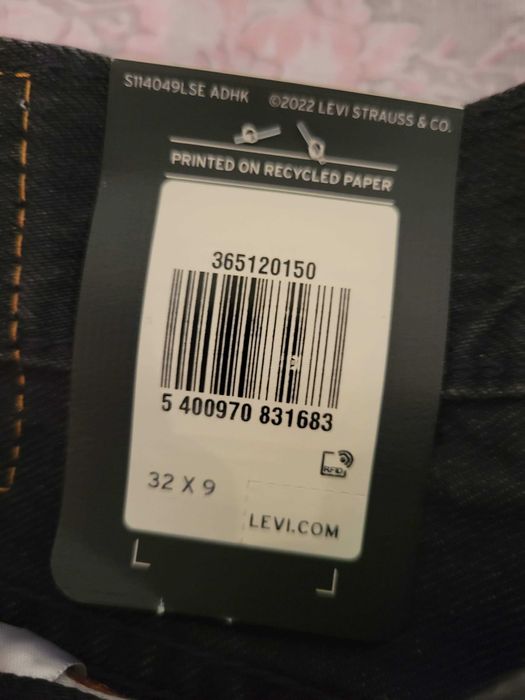 S114049LSE ADHK ©2022 LEVI STRAUSS & CO.
PRINTED ON RECYCLED PAPER
365120150
5 400970 831683
RFID
32 X 9
LEVI.COM